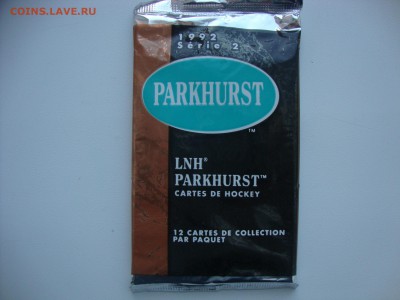 COINS.LAVE.RU
1992
Série 2
PARKHURST
TM
LNH®
PARKHURST™
CARTES DE HOCKEY
12 CARTES DE COLLECTION
PAR PAQUET